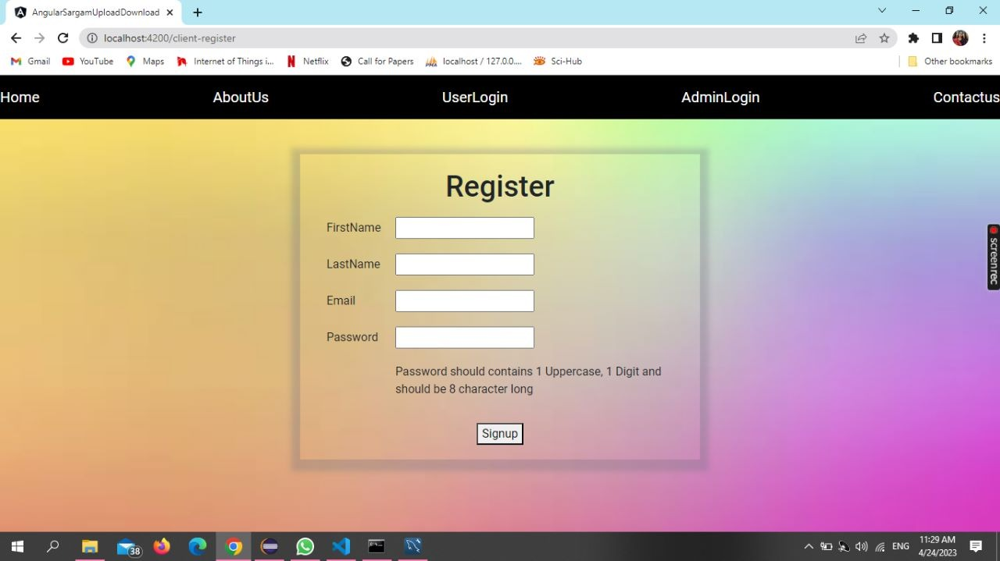 AngularSargamUploadDownload
localhost:4200/client-register
Gmail YouTube Maps Internet of Things i... Netflix Call for Papers localhost / 127.0.0.... Sci-Hub Other bookmarks
Home AboutUs UserLogin AdminLogin Contactus
Register
FirstName
LastName
Email
Password
Password should contains 1 Uppercase, 1 Digit and
should be 8 character long
Signup
screenrec
38
ENG
11:29 AM
4/24/2023